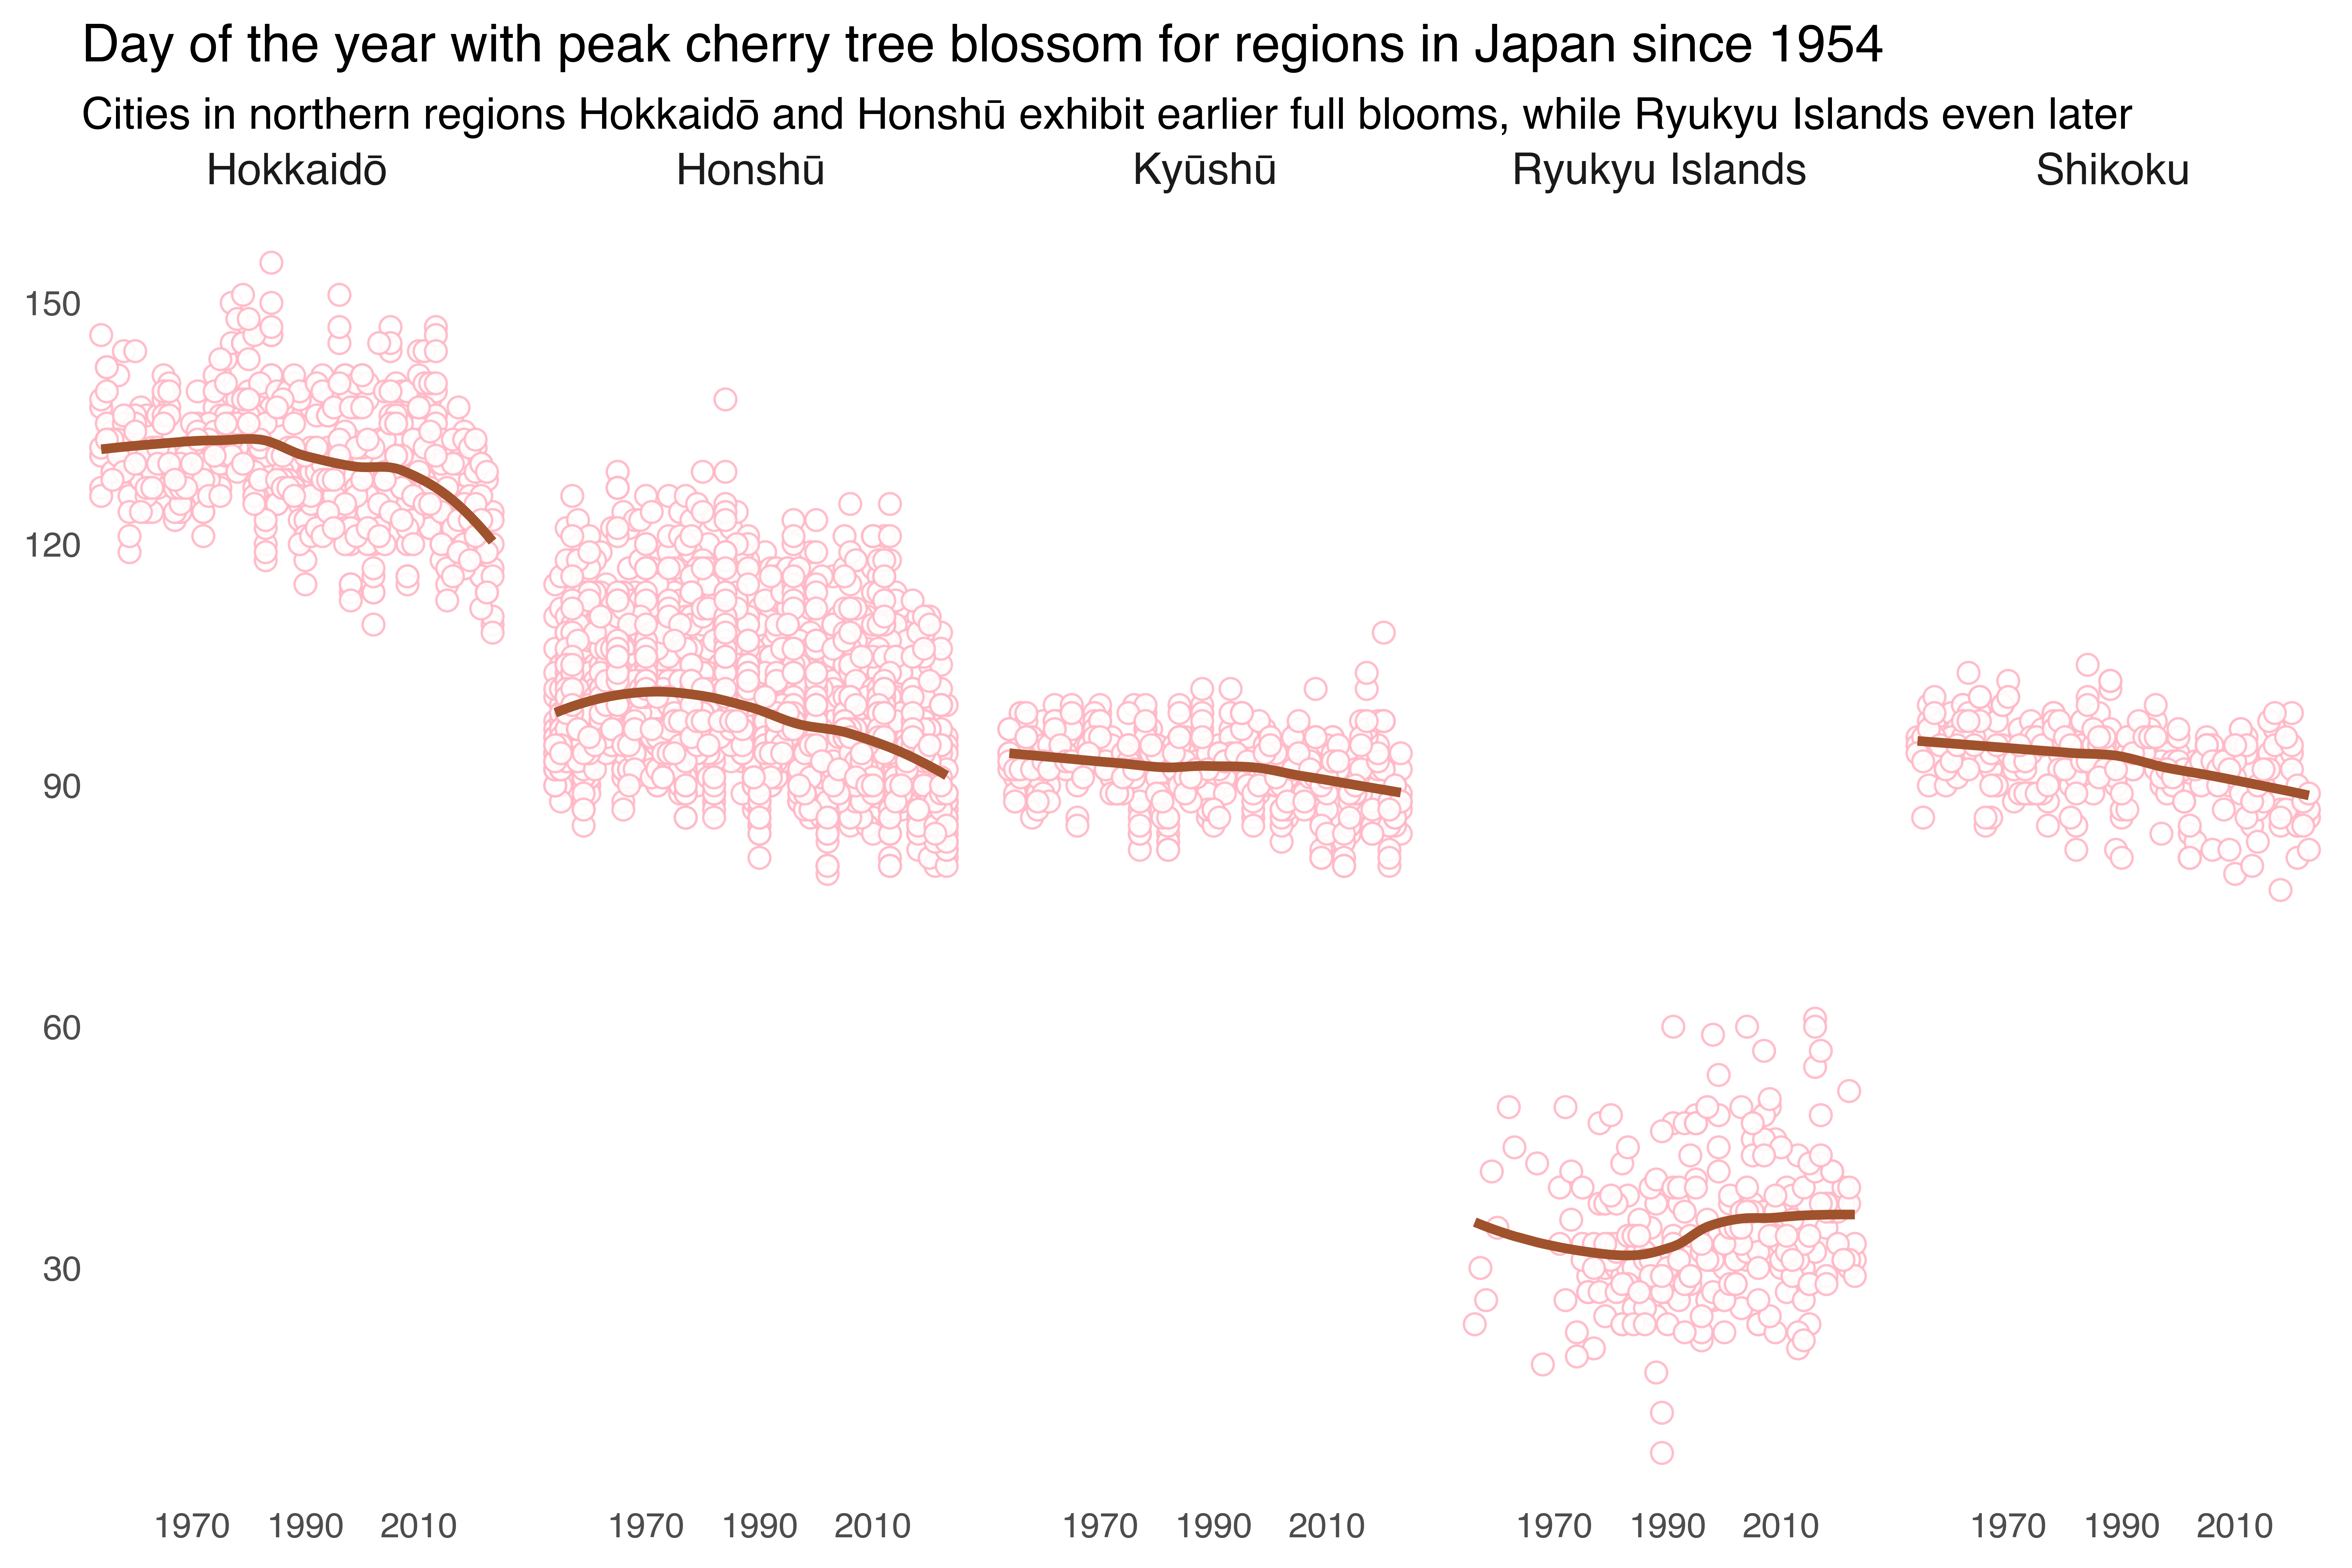 Day of the year with peak cherry tree blossom for regions in Japan since 1954
Cities in northern regions Hokkaidō and Honshū exhibit earlier full blooms, while Ryukyu Islands even later
Hokkaidō Honshū Kyūshū Ryukyu Islands Shikoku
150
120
90
60
30
1970 1990 2010 1970 1990 2010 1970 1990 2010 1970 1990 2010 1970 1990 2010